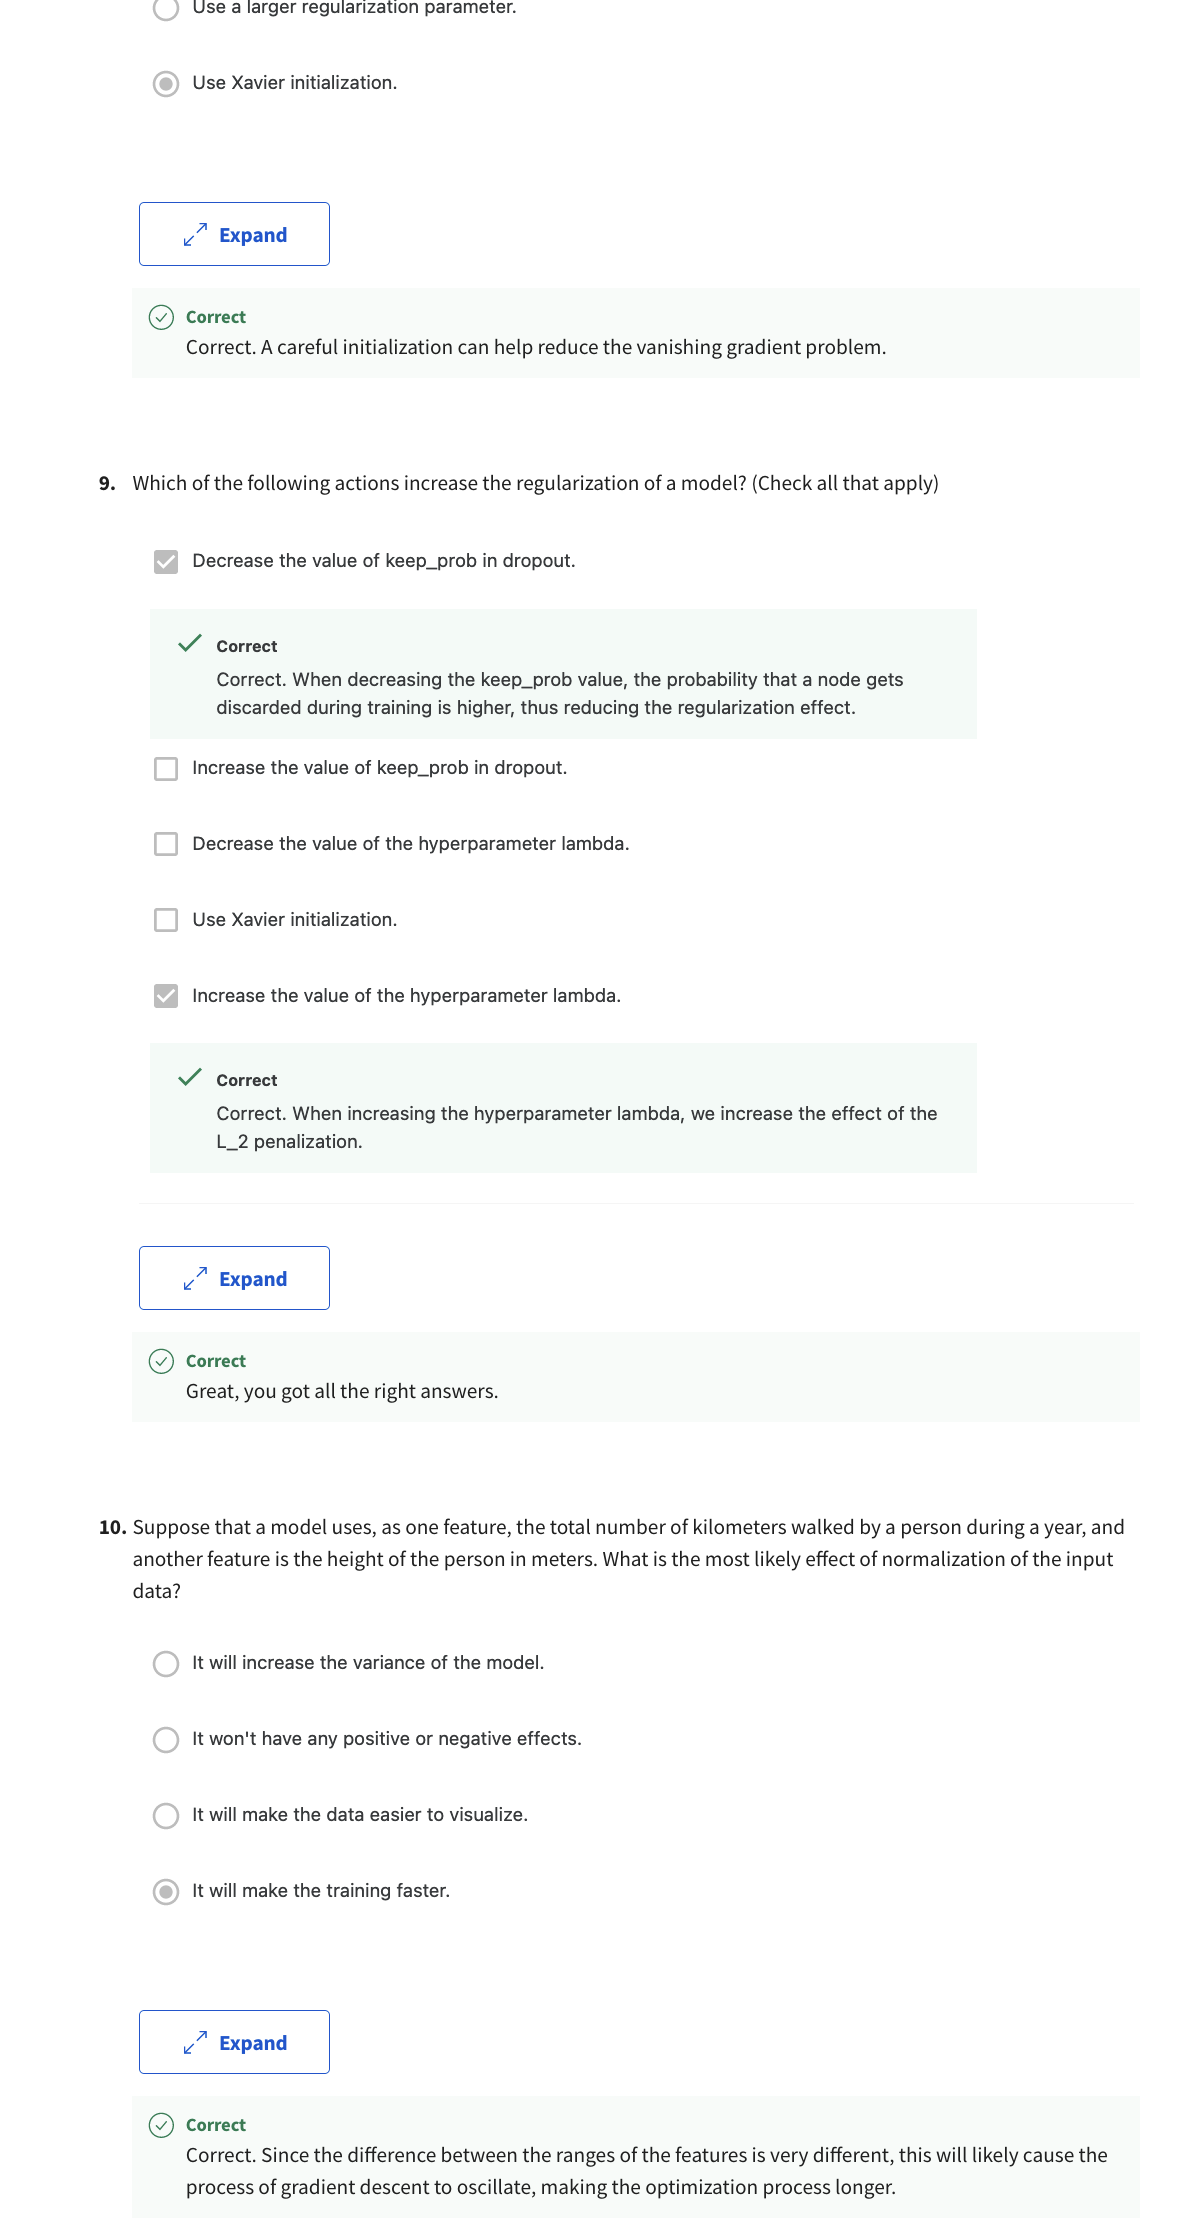 Use a larger regularization parameter.
Use Xavier initialization.
Expand
Correct
Correct. A careful initialization can help reduce the vanishing gradient problem.
9. Which of the following actions increase the regularization of a model? (Check all that apply)
Decrease the value of keep_prob in dropout.
Correct
Correct. When decreasing the keep_prob value, the probability that a node gets
discarded during training is higher, thus reducing the regularization effect.
Increase the value of keep_prob in dropout.
Decrease the value of the hyperparameter lambda.
Use Xavier initialization.
Increase the value of the hyperparameter lambda.
Correct
Correct. When increasing the hyperparameter lambda, we increase the effect of the
L_2 penalization.
Expand
Correct
Great, you got all the right answers.
10. Suppose that a model uses, as one feature, the total number of kilometers walked by a person during a year, and
another feature is the height of the person in meters. What is the most likely effect of normalization of the input
data?
It will increase the variance of the model.
It won't have any positive or negative effects.
It will make the data easier to visualize.
It will make the training faster.
Expand
Correct
Correct. Since the difference between the ranges of the features is very different, this will likely cause the
process of gradient descent to oscillate, making the optimization process longer.